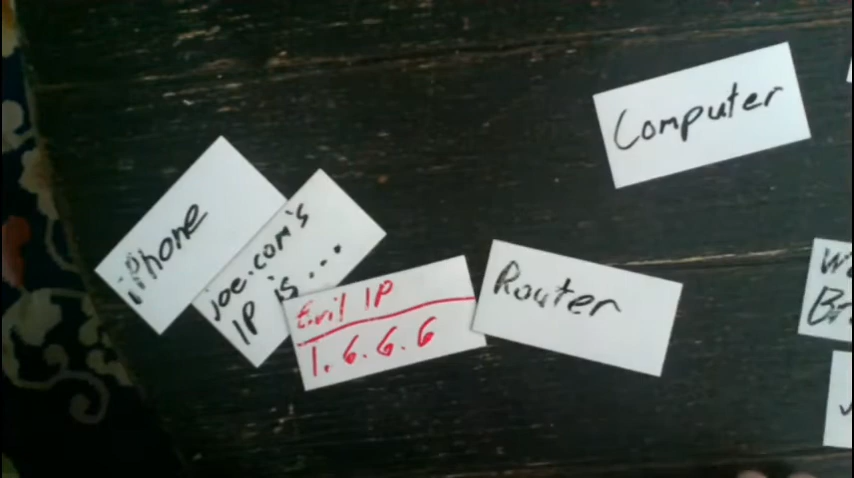 Computer
iPhone
joe.com's
IP is...
Evil IP
1.6.6.6
Router